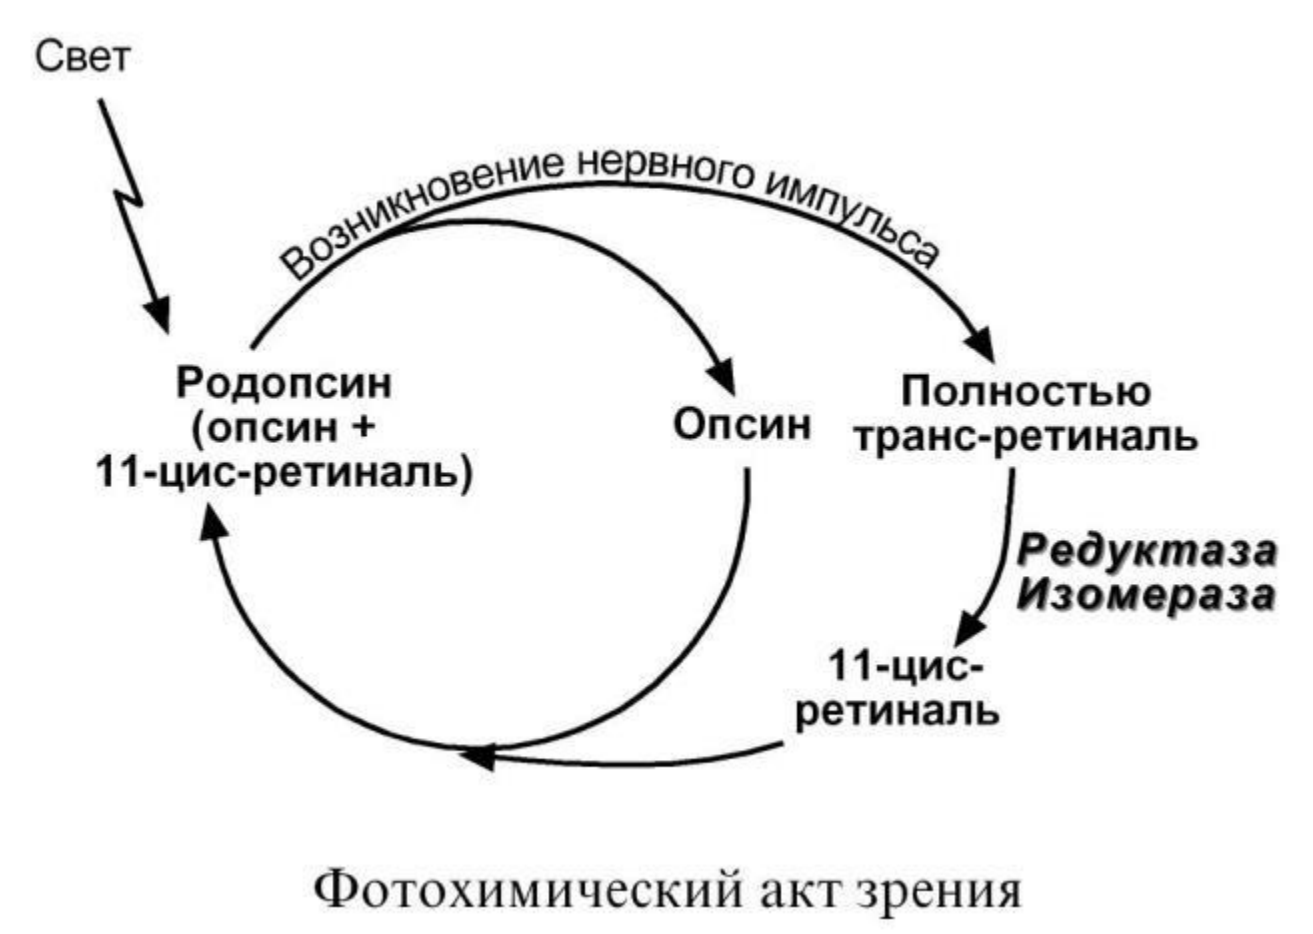 Свет
Возникновение нервного импульса
Родопсин
(опсин +
11-цис-ретиналь)
Опсин
Полностью
транс-ретиналь
Редуктаза
Изомераза
11-цис-
ретиналь
Фотохимический акт зрения